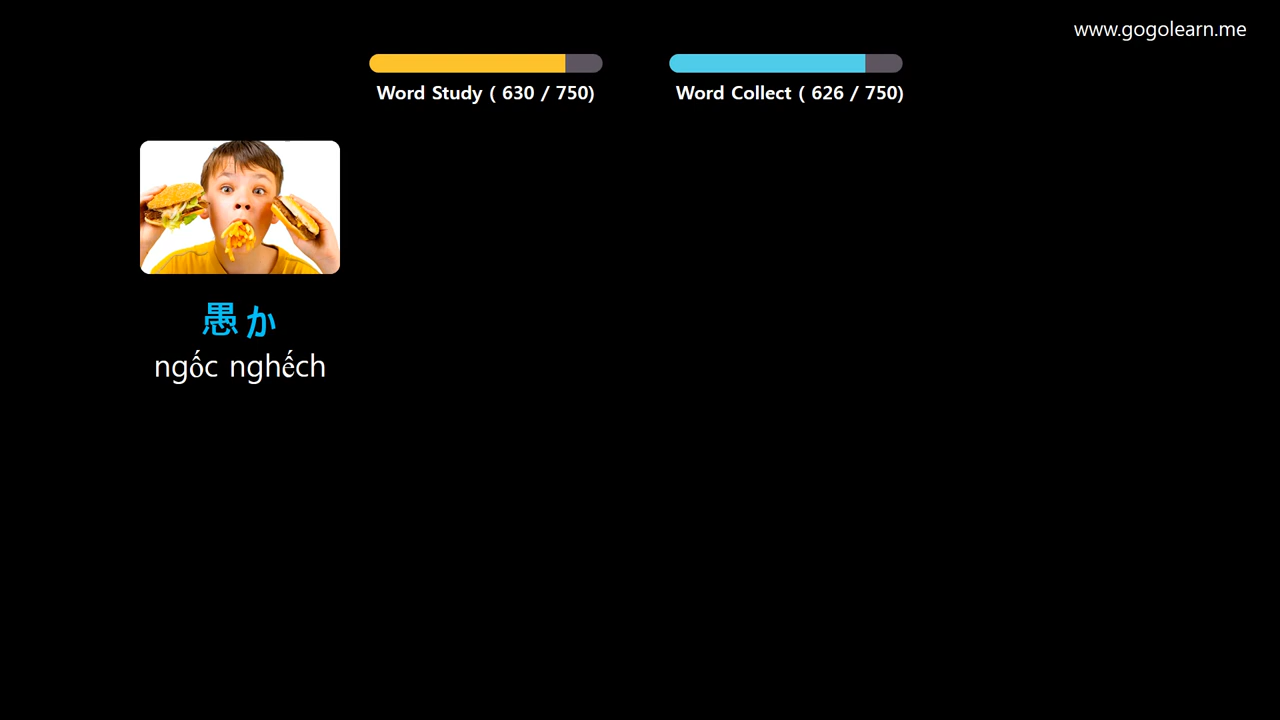 www.gogolearn.me
Word Study ( 630 / 750)
Word Collect ( 626 / 750)
愚か
ngốc nghếch